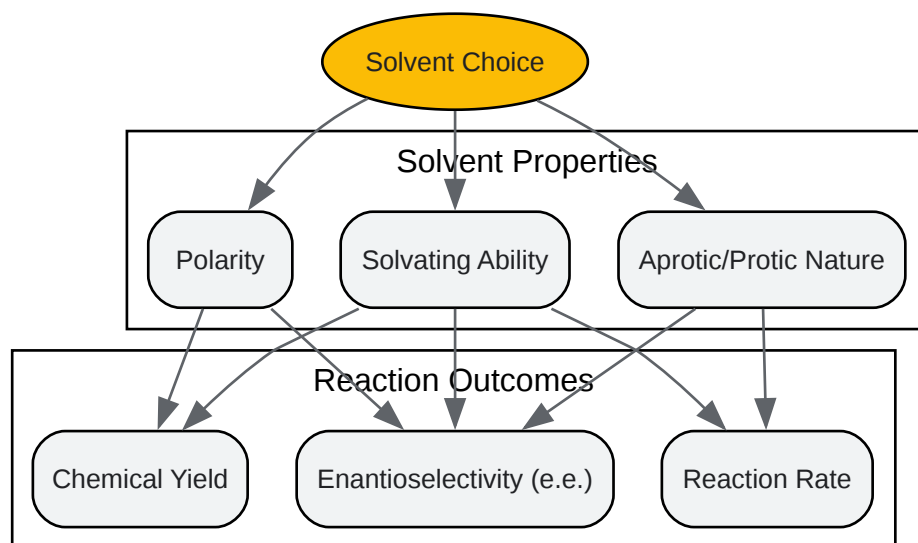 Solvent Choice
Solvent Properties
Polarity
Solvating Ability
Aprotic/Protic Nature
Reaction Outcomes
Chemical Yield
Enantioselectivity (e.e.)
Reaction Rate